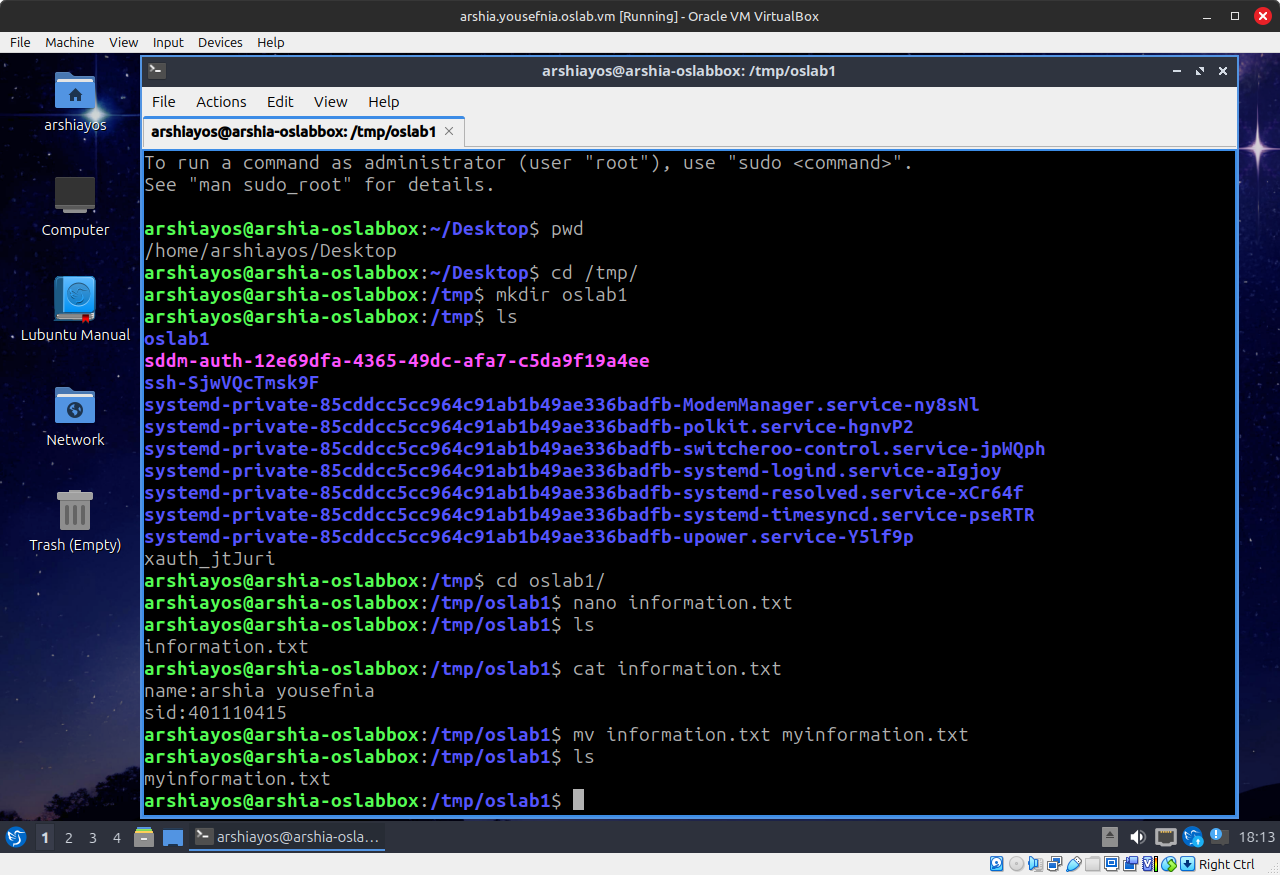 arshia.yousefnia.oslab.vm [Running] - Oracle VM VirtualBox
File Machine View Input Devices Help
arshiayos
Computer
Lubuntu Manual
Network
Trash (Empty)
arshiayos@arshia-oslabbox: /tmp/oslab1
File Actions Edit View Help
arshiayos@arshia-oslabbox: /tmp/oslab1
To run a command as administrator (user "root"), use "sudo <command>".
See "man sudo_root" for details.
arshiayos@arshia-oslabbox:~/Desktop$ pwd
/home/arshiayos/Desktop
arshiayos@arshia-oslabbox:~/Desktop$ cd /tmp/
arshiayos@arshia-oslabbox:/tmp$ mkdir oslab1
arshiayos@arshia-oslabbox:/tmp$ ls
oslab1
sddm-auth-12e69dfa-4365-49dc-afa7-c5da9f19a4ee
ssh-SjwVQcTmsk9F
systemd-private-85cddcc5cc964c91ab1b49ae336badfb-ModemManager.service-ny8sNl
systemd-private-85cddcc5cc964c91ab1b49ae336badfb-polkit.service-hgnvP2
systemd-private-85cddcc5cc964c91ab1b49ae336badfb-switcheroo-control.service-jpWQph
systemd-private-85cddcc5cc964c91ab1b49ae336badfb-systemd-logind.service-aIgjoy
systemd-private-85cddcc5cc964c91ab1b49ae336badfb-systemd-resolved.service-xCr64f
systemd-private-85cddcc5cc964c91ab1b49ae336badfb-systemd-timesyncd.service-pseRTR
systemd-private-85cddcc5cc964c91ab1b49ae336badfb-upower.service-Y5lf9p
xauth_jtJuri
arshiayos@arshia-oslabbox:/tmp$ cd oslab1/
arshiayos@arshia-oslabbox:/tmp/oslab1$ nano information.txt
arshiayos@arshia-oslabbox:/tmp/oslab1$ ls
information.txt
arshiayos@arshia-oslabbox:/tmp/oslab1$ cat information.txt
name:arshia yousefnia
sid:401110415
arshiayos@arshia-oslabbox:/tmp/oslab1$ mv information.txt myinformation.txt
arshiayos@arshia-oslabbox:/tmp/oslab1$ ls
myinformation.txt
arshiayos@arshia-oslabbox:/tmp/oslab1$
1 2 3 4 arshiayos@arshia-osla... 18:13
Right Ctrl